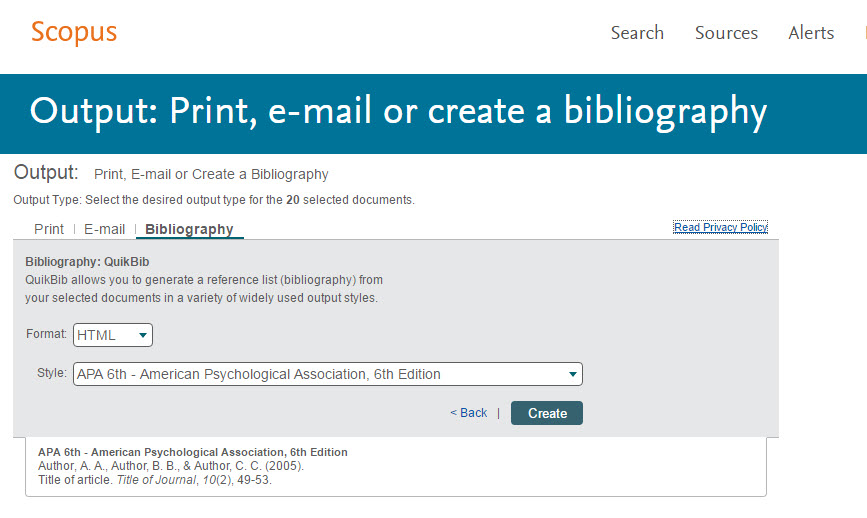 Scopus
Search Sources Alerts
Output: Print, e-mail or create a bibliography
Output: Print, E-mail or Create a Bibliography
Output Type: Select the desired output type for the 20 selected documents.
Print E-mail Bibliography
Read Privacy Policy
Bibliography: QuikBib
QuikBib allows you to generate a reference list (bibliography) from
your selected documents in a variety of widely used output styles.
Format: HTML
Style: APA 6th - American Psychological Association, 6th Edition
< Back | Create
APA 6th - American Psychological Association, 6th Edition
Author, A. A., Author, B. B., & Author, C. C. (2005).
Title of article. Title of Journal, 10(2), 49-53.